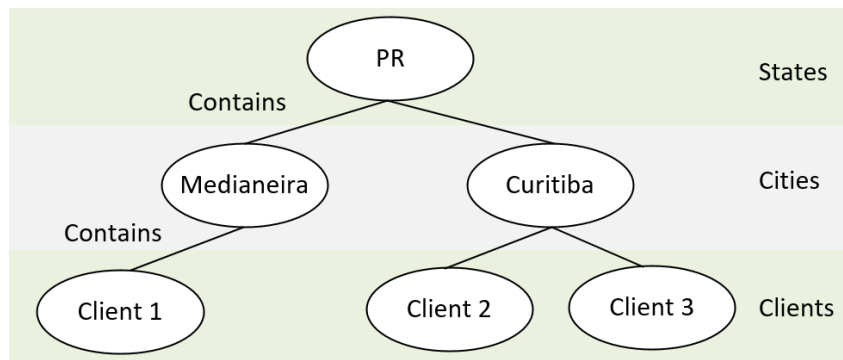 PR
States
Contains
Medianeira
Curitiba
Cities
Contains
Client 1
Client 2
Client 3
Clients